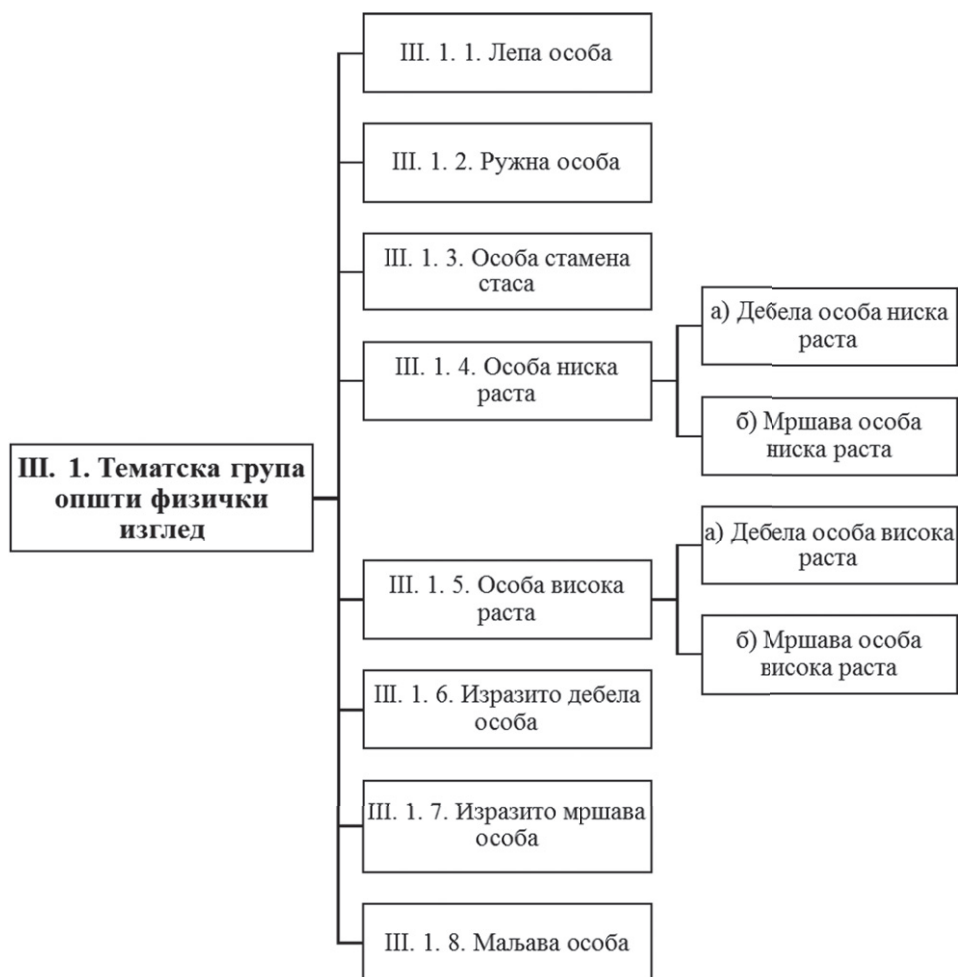 III. 1. Тематска група
општи физички
изглед
III. 1. 1. Лепа особа
III. 1. 2. Ружна особа
III. 1. 3. Особа стамена
стаса
III. 1. 4. Особа ниска
раста
а) Дебела особа ниска
раста
б) Мршава особа
ниска раста
III. 1. 5. Особа висока
раста
а) Дебела особа висока
раста
б) Мршава особа
висока раста
III. 1. 6. Изразито дебела
особа
III. 1. 7. Изразито мршава
особа
III. 1. 8. Маљава особа